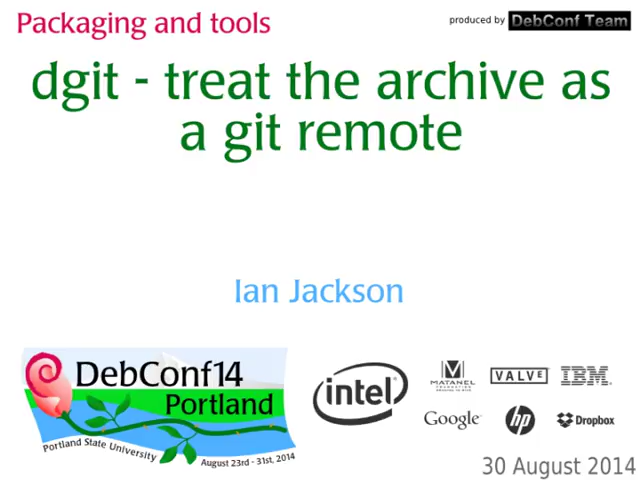 Packaging and tools
produced by DebConf Team
dgit - treat the archive as
a git remote
Ian Jackson
DebConf14
Portland
Portland State University
August 23rd - 31st, 2014
intel
MATANEL
FOUNDATION
VALVE
IBM
Google
hp
Dropbox
30 August 2014